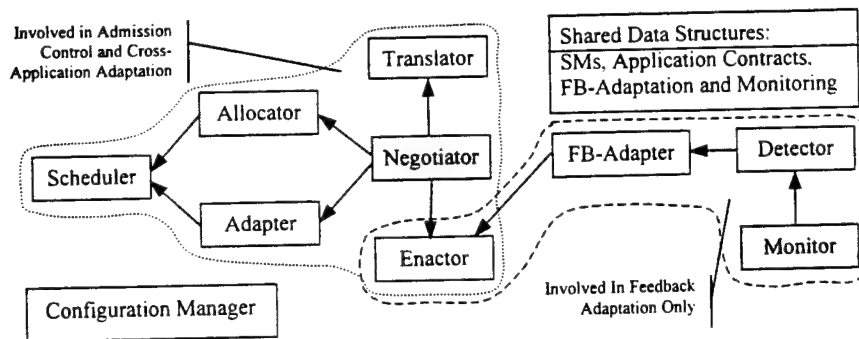 Involved in Admission
Control and Cross-
Application Adaptation
Translator
Shared Data Structures:
SMs, Application Contracts,
FB-Adaptation and Monitoring
Allocator
Scheduler
Negotiator
FB-Adapter
Detector
Adapter
Enactor
Monitor
Configuration Manager
Involved In Feedback
Adaptation Only